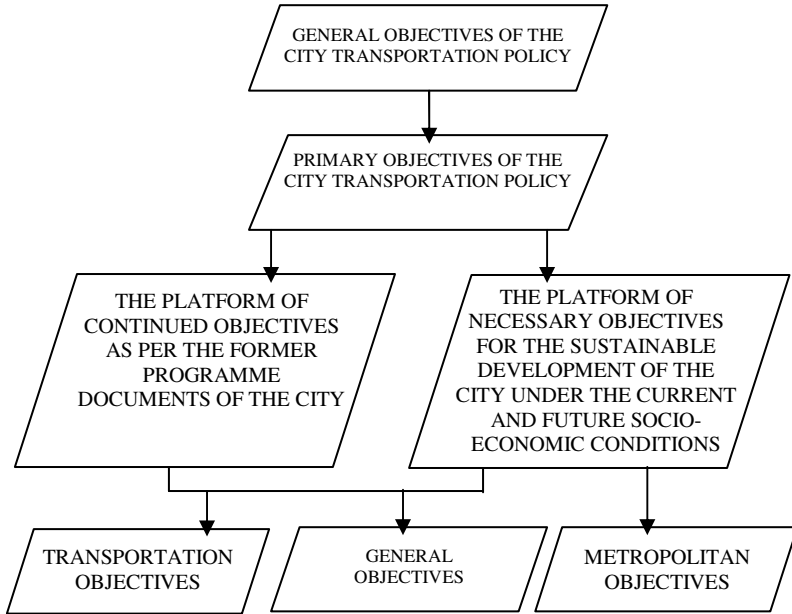 GENERAL OBJECTIVES OF THE
CITY TRANSPORTATION POLICY
PRIMARY OBJECTIVES OF THE
CITY TRANSPORTATION POLICY
THE PLATFORM OF
CONTINUED OBJECTIVES
AS PER THE FORMER
PROGRAMME
DOCUMENTS OF THE CITY
THE PLATFORM OF
NECESSARY OBJECTIVES
FOR THE SUSTAINABLE
DEVELOPMENT OF THE
CITY UNDER THE CURRENT
AND FUTURE SOCIO-
ECONOMIC CONDITIONS
TRANSPORTATION
OBJECTIVES
GENERAL
OBJECTIVES
METROPOLITAN
OBJECTIVES